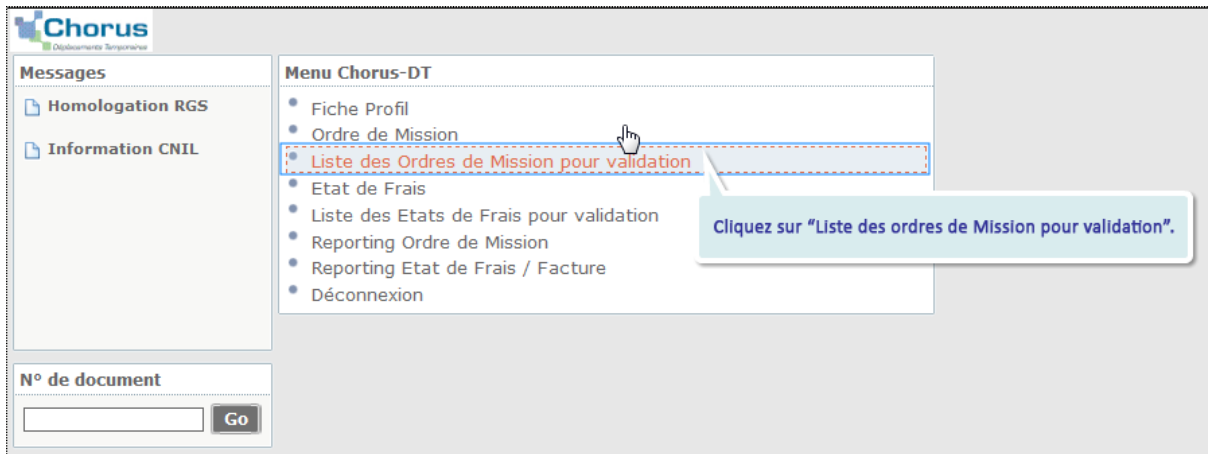 Chorus
Déplacements Temporaires
Messages
Homologation RGS
Information CNIL
Menu Chorus-DT
Fiche Profil
Ordre de Mission
Liste des Ordres de Mission pour validation
Etat de Frais
Liste des Etats de Frais pour validation
Reporting Ordre de Mission
Reporting Etat de Frais / Facture
Déconnexion
Cliquez sur “Liste des ordres de Mission pour validation”.
N° de document
Go